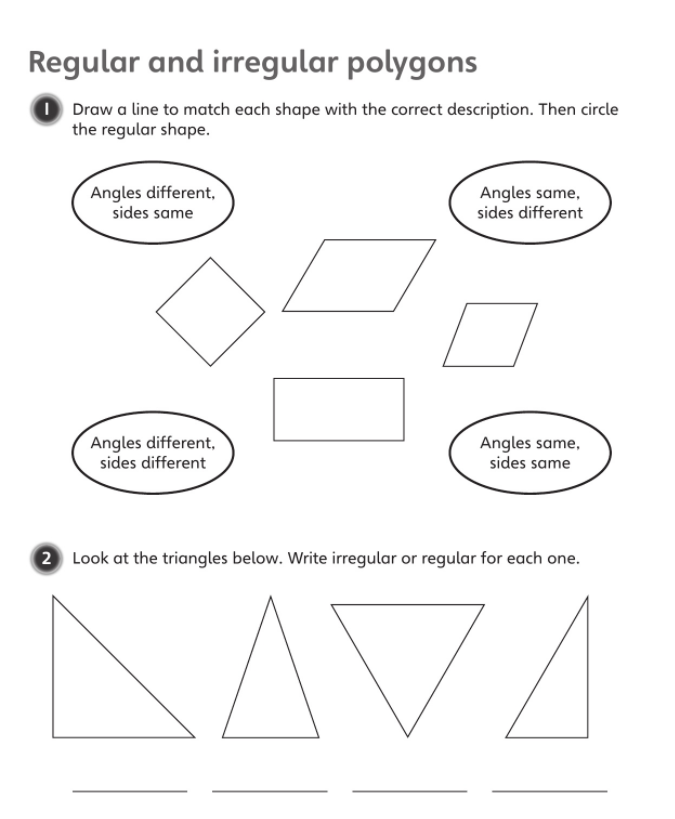 Regular and irregular polygons
1 Draw a line to match each shape with the correct description. Then circle
the regular shape.
Angles different,
sides same
Angles same,
sides different
Angles different,
sides different
Angles same,
sides same
2 Look at the triangles below. Write irregular or regular for each one.